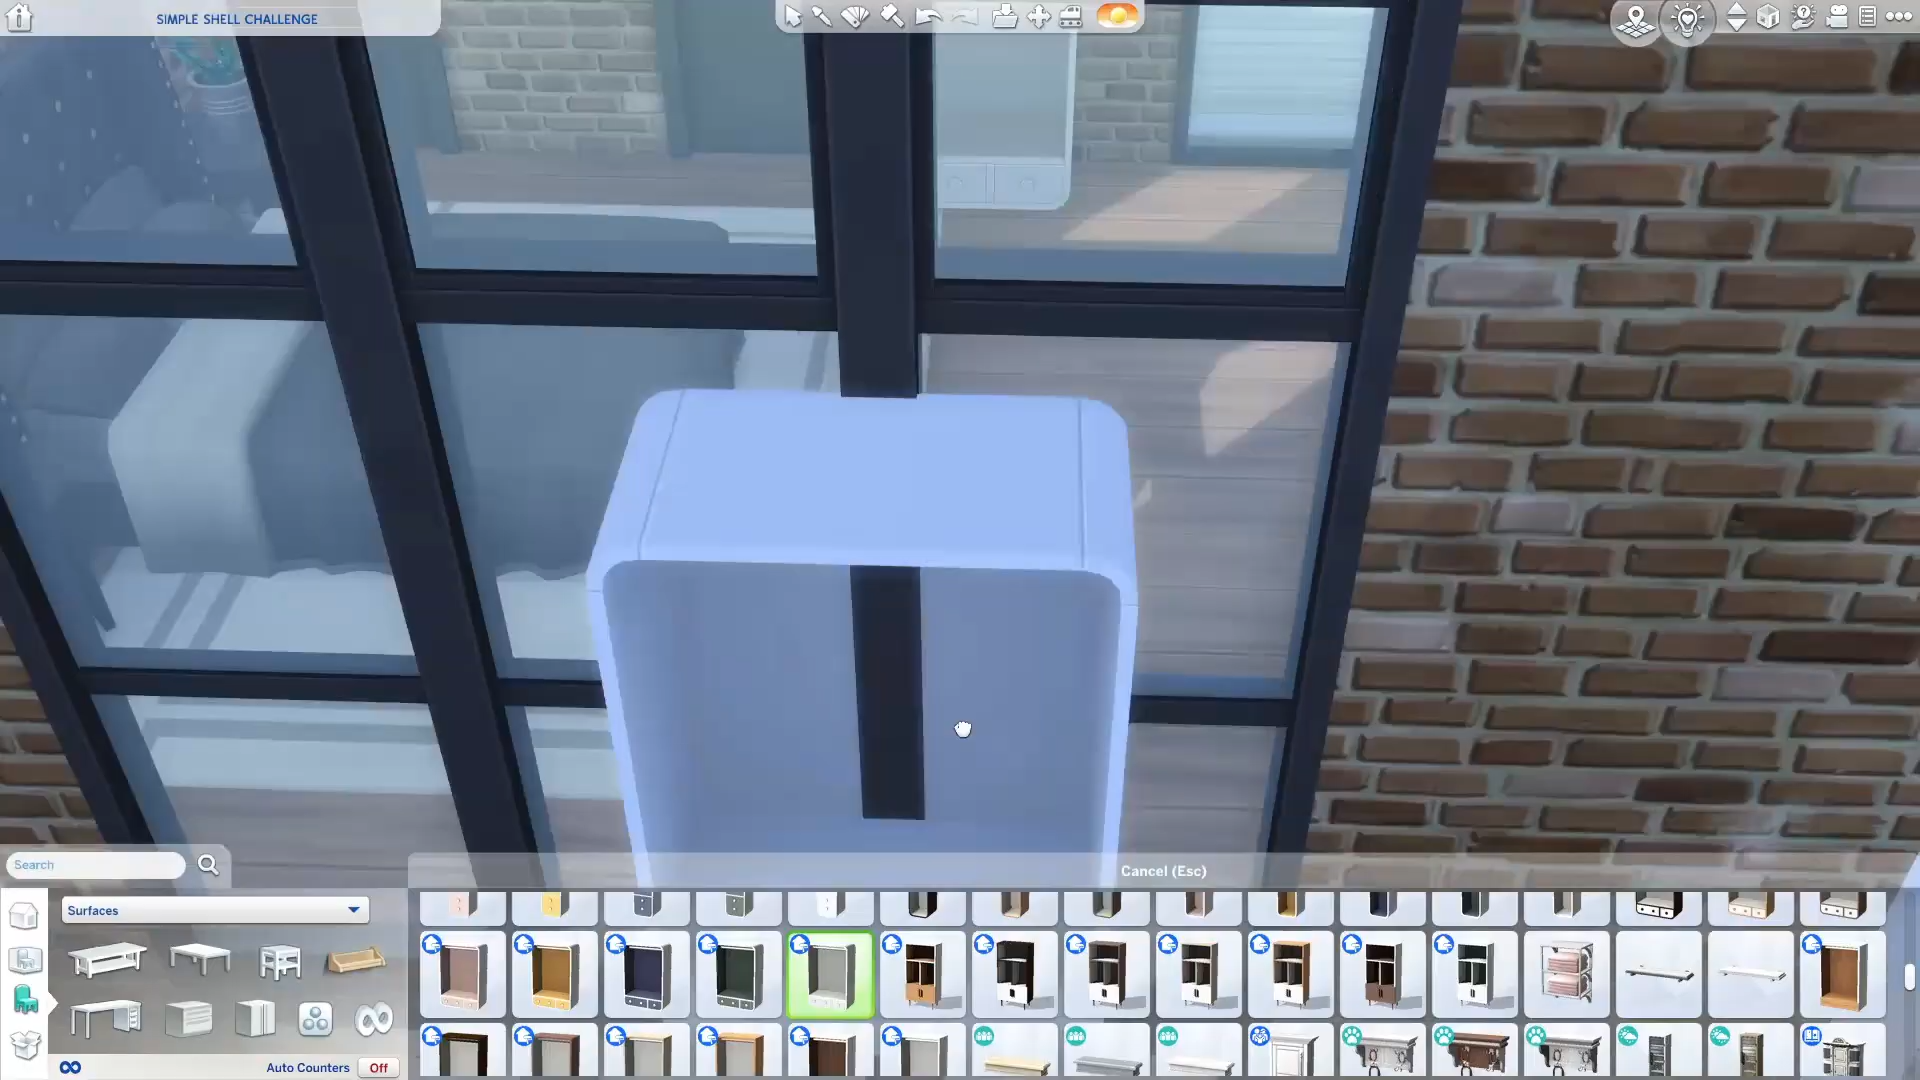 SIMPLE SHELL CHALLENGE
Search
Cancel (Esc)
Surfaces
Auto Counters
Off